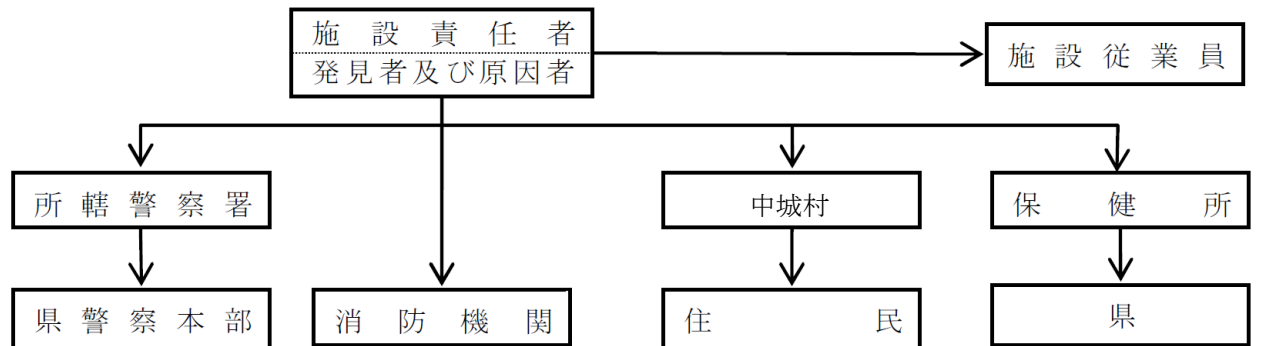 施設責任者
発見者及び原因者
施設従業員
所轄警察署
中城村
保健所
県警察本部
消防機関
住民
県